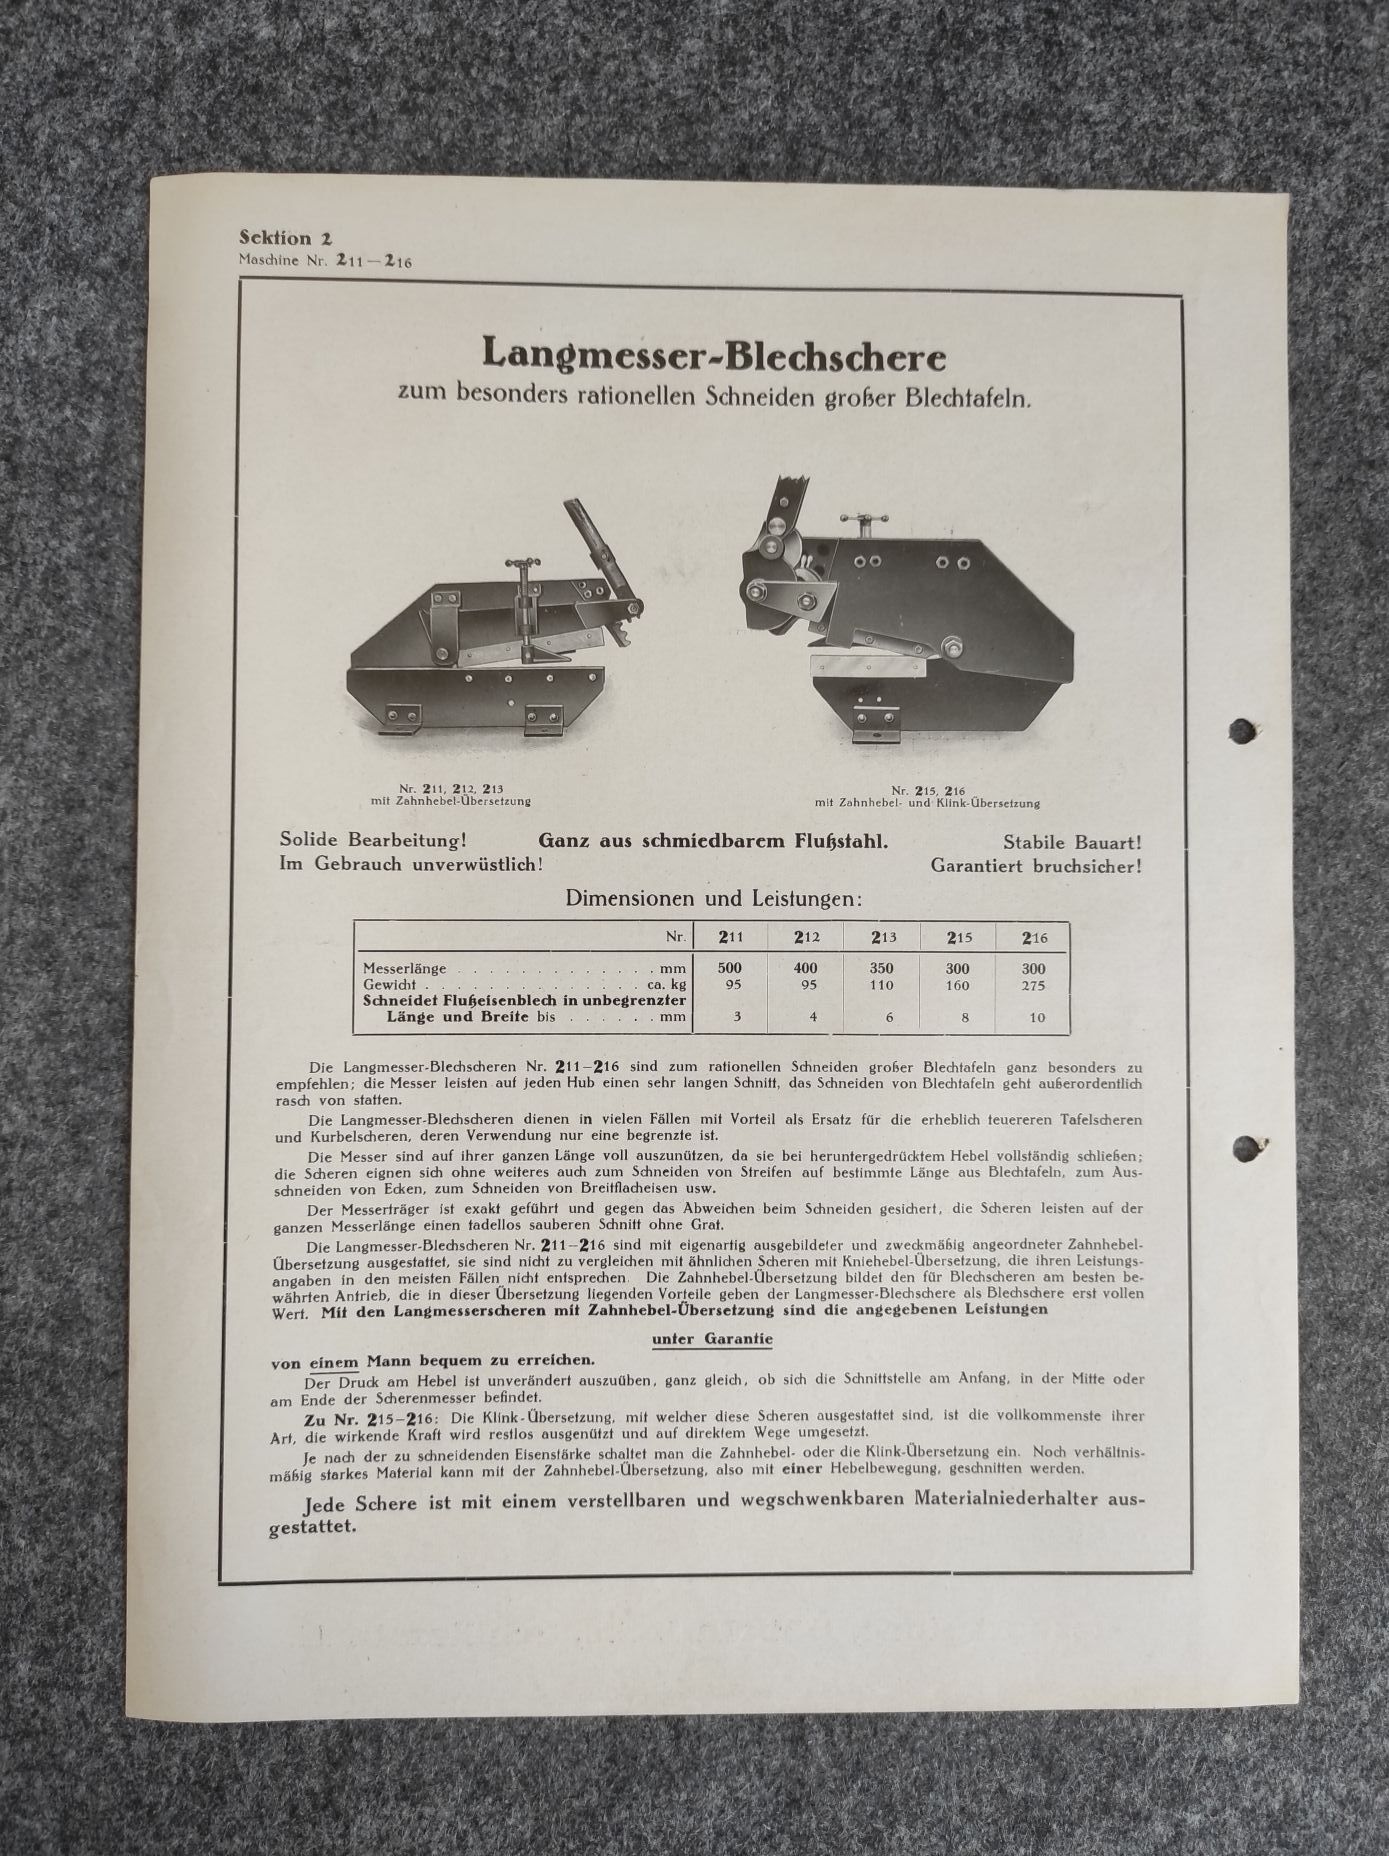 Sektion 2
Maschine Nr. 211—216
Langmesser-Blechschere
zum besonders rationellen Schneiden großer Blechtafeln.
Nr. 211, 212, 213
mit Zahnhebel-Übersetzung
Nr. 215, 216
mit Zahnhebel- und Klink-Übersetzung
Solide Bearbeitung! Ganz aus schmiedbarem Flußstahl. Stabile Bauart!
Im Gebrauch unverwüstlich! Garantiert bruchsicher!
Dimensionen und Leistungen:
Nr. 211 212 213 215 216
Messerlänge . . . . . . . . . . . . . mm 500 400 350 300 300
Gewicht . . . . . . . . . . . . . . ca. kg 95 95 110 160 275
Schneidet Flußeisenblech in unbegrenzter
Länge und Breite bis . . . . . . mm 3 4 6 8 10
Die Langmesser-Blechscheren Nr. 211—216 sind zum rationellen Schneiden großer Blechtafeln ganz besonders zu
empfehlen; die Messer leisten auf jeden Hub einen sehr langen Schnitt, das Schneiden von Blechtafeln geht außerordentlich
rasch von statten.
Die Langmesser-Blechscheren dienen in vielen Fällen mit Vorteil als Ersatz für die erheblich teuereren Tafelscheren
und Kurbelscheren, deren Verwendung nur eine begrenzte ist.
Die Messer sind auf ihrer ganzen Länge voll auszunützen, da sie bei heruntergedrücktem Hebel vollständig schließen;
die Scheren eignen sich ohne weiteres auch zum Schneiden von Streifen auf bestimmte Länge aus Blechtafeln, zum Aus-
schneiden von Ecken, zum Schneiden von Breitflacheisen usw.
Der Messerträger ist exakt geführt und gegen das Abweichen beim Schneiden gesichert, die Scheren leisten auf der
ganzen Messerlänge einen tadellos sauberen Schnitt ohne Grat.
Die Langmesser-Blechscheren Nr. 211—216 sind mit eigenartig ausgebildeter und zweckmäßig angeordneter Zahnhebel-
Übersetzung ausgestattet, sie sind nicht zu vergleichen mit ähnlichen Scheren mit Kniehebel-Übersetzung, die ihren Leistungs-
angaben in den meisten Fällen nicht entsprechen. Die Zahnhebel-Übersetzung bildet den für Blechscheren am besten be-
währten Antrieb, die in dieser Übersetzung liegenden Vorteile geben der Langmesser-Blechschere als Blechschere erst vollen
Wert. Mit den Langmesserscheren mit Zahnhebel-Übersetzung sind die angegebenen Leistungen
unter Garantie
von einem Mann bequem zu erreichen.
Der Druck am Hebel ist unverändert auszuüben, ganz gleich, ob sich die Schnittstelle am Anfang, in der Mitte oder
am Ende der Scherenmesser befindet.
Zu Nr. 215—216: Die Klink-Übersetzung, mit welcher diese Scheren ausgestattet sind, ist die vollkommenste ihrer
Art, die wirkende Kraft wird restlos ausgenützt und auf direktem Wege umgesetzt.
Je nach der zu schneidenden Eisenstärke schaltet man die Zahnhebel- oder die Klink-Übersetzung ein. Noch verhältnis-
mäßig starkes Material kann mit der Zahnhebel-Übersetzung, also mit einer Hebelbewegung, geschnitten werden.
Jede Schere ist mit einem verstellbaren und wegschwenkbaren Materialniederhalter aus-
gestattet.